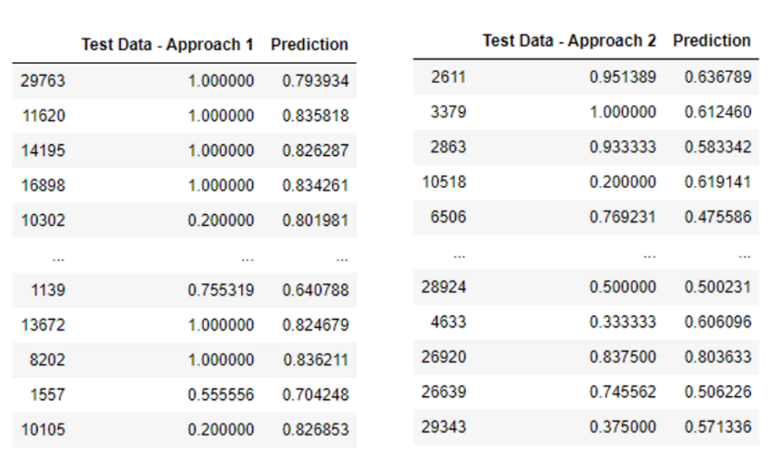 Test Data - Approach 1 Prediction
29763 1.000000 0.793934
11620 1.000000 0.835818
14195 1.000000 0.826287
16898 1.000000 0.834261
10302 0.200000 0.801981
... ... ...
1139 0.755319 0.640788
13672 1.000000 0.824679
8202 1.000000 0.836211
1557 0.555556 0.704248
10105 0.200000 0.826853
Test Data - Approach 2 Prediction
2611 0.951389 0.636789
3379 1.000000 0.612460
2863 0.933333 0.583342
10518 0.200000 0.619141
6506 0.769231 0.475586
... ... ...
28924 0.500000 0.500231
4633 0.333333 0.606096
26920 0.837500 0.803633
26639 0.745562 0.506226
29343 0.375000 0.571336